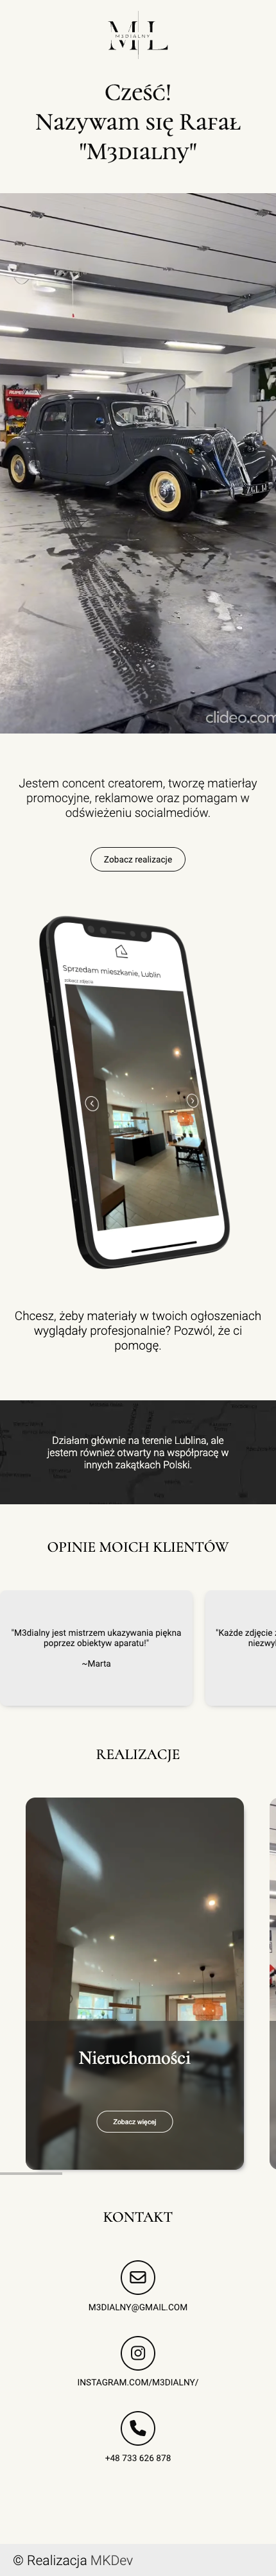 M L
M3DIALNY
Cześć!
Nazywam się Rafał
"M3dialny"
clideo.com
Jestem concent creatorem, tworzę matierłay
promocyjne, reklamowe oraz pomagam w
odświeżeniu socialmediów.
Zobacz realizacje
Sprzedam mieszkanie, Lublin
zobacz zdjęcia
Chcesz, żeby materiały w twoich ogłoszeniach
wyglądały profesjonalnie? Pozwól, że ci
pomogę.
Działam głównie na terenie Lublina, ale
jestem również otwarty na współpracę w
innych zakątkach Polski.
OPINIE MOICH KLIENTÓW
"M3dialny jest mistrzem ukazywania piękna
poprzez obiektyw aparatu!"
~Marta
"Każde zdjęcie
REALIZACJE
Nieruchomości
Zobacz więcej
KONTAKT
M3DIALNY@GMAIL.COM
INSTAGRAM.COM/M3DIALNY/
+48 733 626 878
© Realizacja MKDev